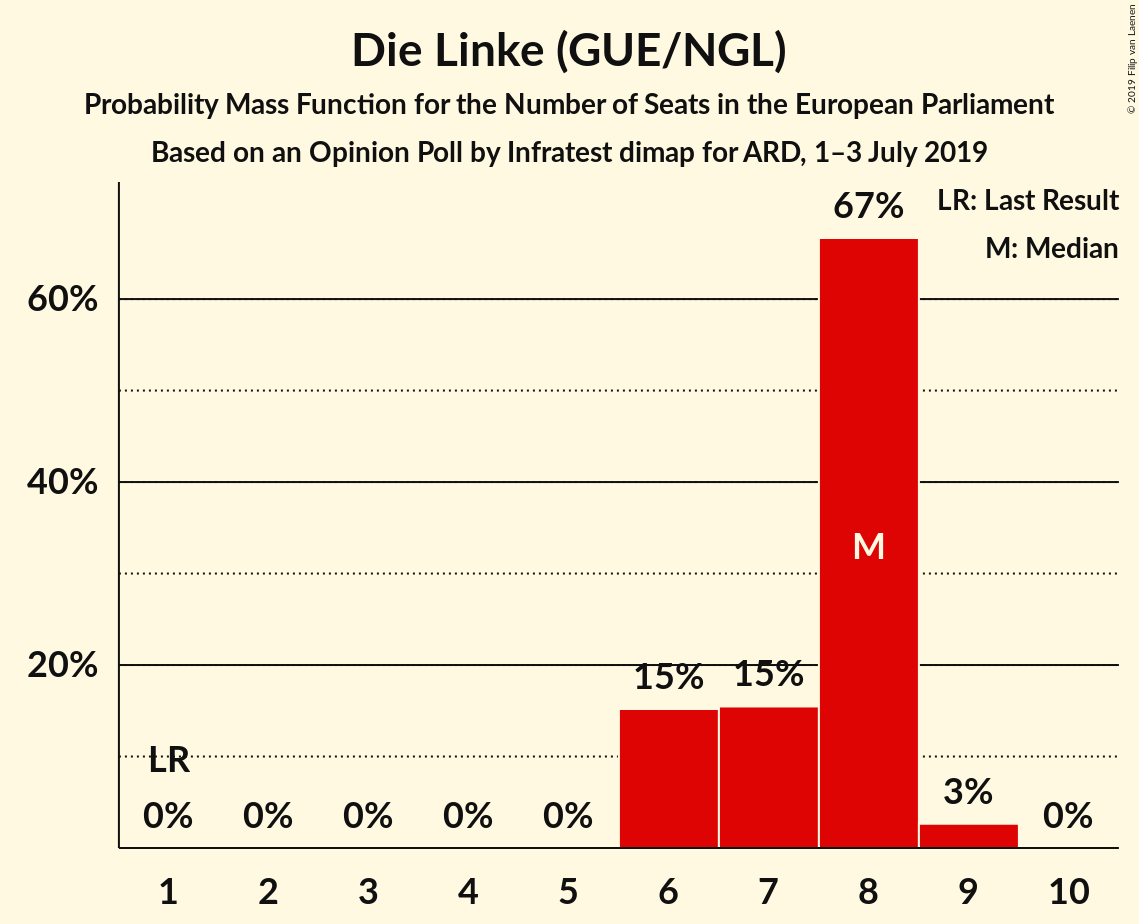 Die Linke (GUE/NGL)
Probability Mass Function for the Number of Seats in the European Parliament
Based on an Opinion Poll by Infratest dimap for ARD, 1–3 July 2019
© 2019 Filip van Laenen
LR: Last Result
M: Median
67%
60%
40%
M
20%
15%
15%
LR
3%
0%
0%
0%
0%
0%
0%
1
2
3
4
5
6
7
8
9
10